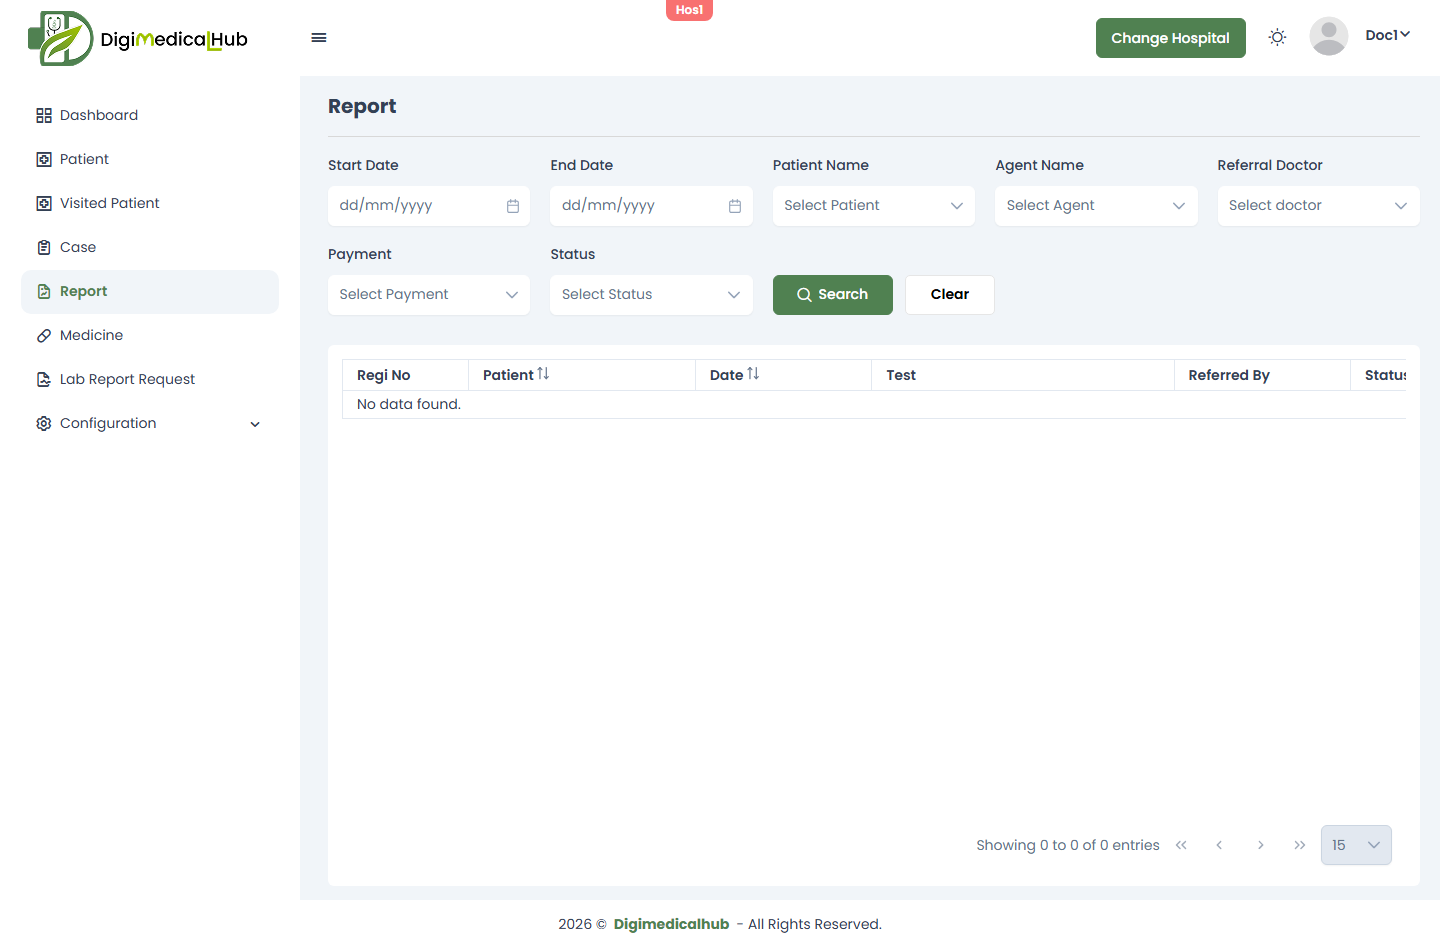 Hos1
DigiMedicalHub
Change Hospital
Doc1
Dashboard
Patient
Visited Patient
Case
Report
Medicine
Lab Report Request
Configuration
Report
Start Date End Date Patient Name Agent Name Referral Doctor
dd/mm/yyyy dd/mm/yyyy Select Patient Select Agent Select doctor
Payment Status
Select Payment Select Status Search Clear
Regi No Patient Date Test Referred By Status
No data found.
Showing 0 to 0 of 0 entries 15
2026 © Digimedicalhub - All Rights Reserved.